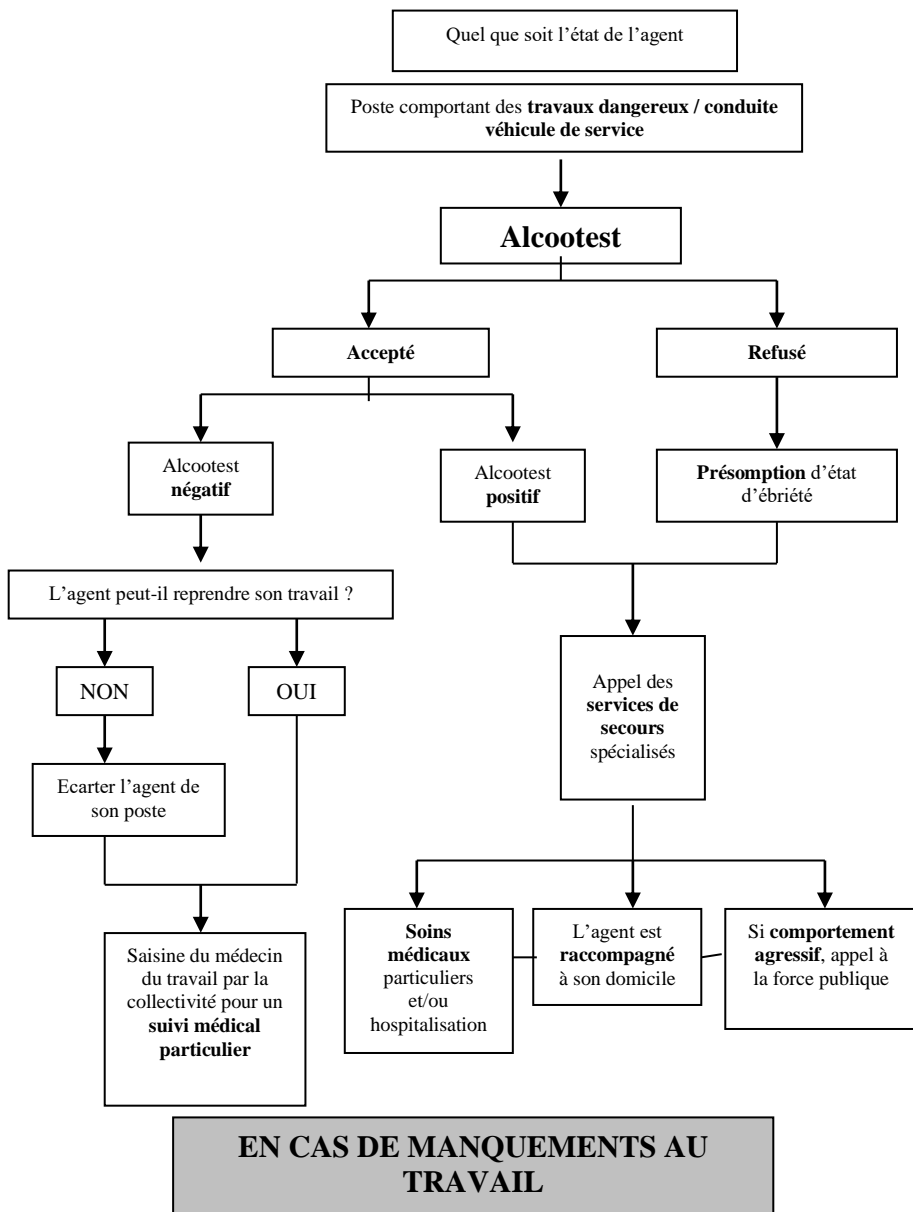 Quel que soit l’état de l’agent
Poste comportant des travaux dangereux / conduite
véhicule de service
Alcootest
Accepté
Refusé
Alcootest
négatif
Alcootest
positif
Présomption d’état
d’ébriété
L’agent peut-il reprendre son travail ?
NON
OUI
Appel des
services de
secours
spécialisés
Ecarter l’agent de
son poste
Saisine du médecin
du travail par la
collectivité pour un
suivi médical
particulier
Soins
médicaux
particuliers
et/ou
hospitalisation
L’agent est
raccompagné
à son domicile
Si comportement
agressif, appel à
la force publique
EN CAS DE MANQUEMENTS AU
TRAVAIL